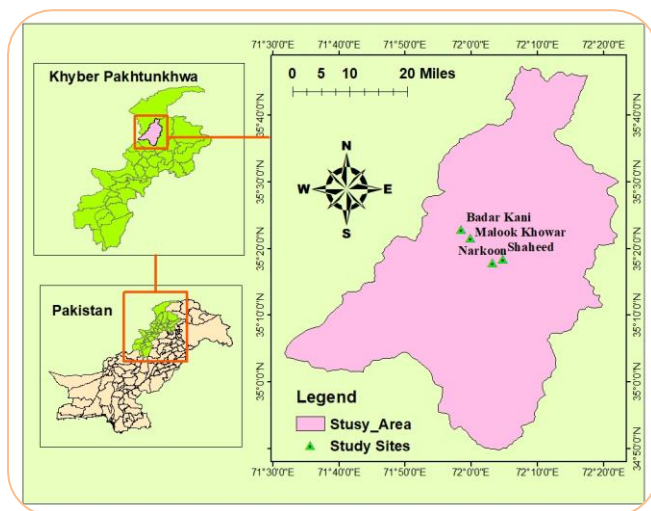 Khyber Pakhtunkhwa
Pakistan
71°30'0"E 71°40'0"E 71°50'0"E 72°0'0"E 72°10'0"E 72°20'0"E
0 5 10 20 Miles
N
W E
S
35°40'0"N
35°30'0"N
35°20'0"N
35°10'0"N
35°0'0"N
34°50'0"N
Badar Kani
Malook Khowar
Narkoon
Shaheed
Legend
Stusy_Area
Study Sites
35°40'0"N
35°30'0"N
35°20'0"N
35°10'0"N
35°0'0"N
34°50'0"N
71°30'0"E 71°40'0"E 71°50'0"E 72°0'0"E 72°10'0"E 72°20'0"E